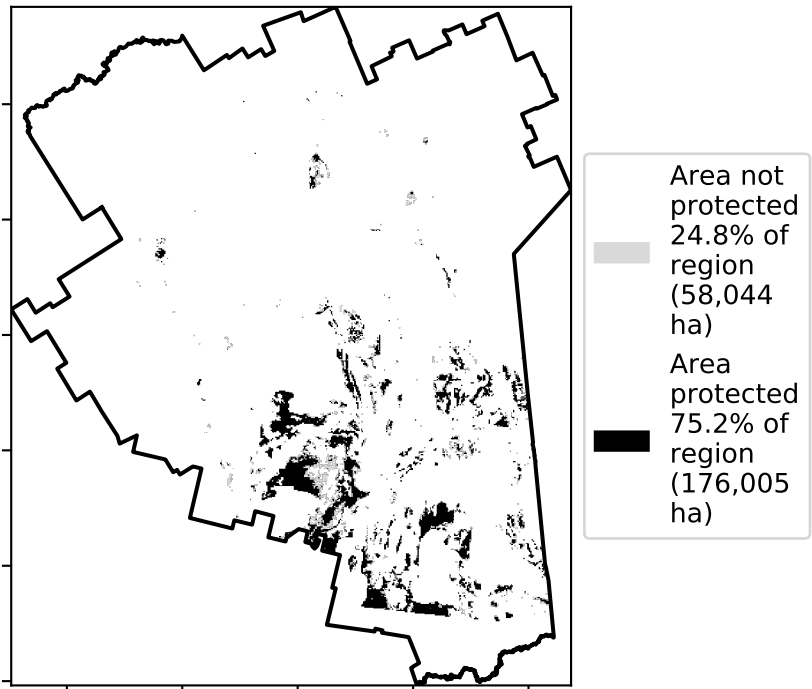 Area not
protected
24.8% of
region
(58,044
ha)
Area
protected
75.2% of
region
(176,005
ha)